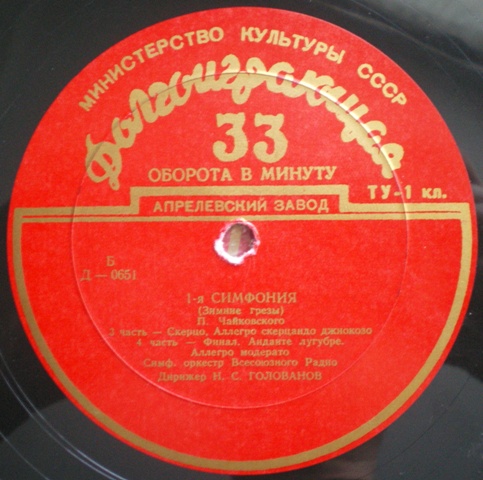 МИНИСТЕРСТВО КУЛЬТУРЫ СССР
Долгоиграющая
33
ОБОРОТА В МИНУТУ
ТУ-1 кл.
АПРЕЛЕВСКИЙ ЗАВОД
Б
Д — 0651
1-я СИМФОНИЯ
(Зимние грезы)
П. Чайковского
3 часть — Скерцо. Аллегро скерцандо джиокозо
4. часть — Финал. Анданте лугубре.
Аллегро модерато
Симф. оркестр Всесоюзного Радио
Дирижер Н. С. ГОЛОВАНОВ